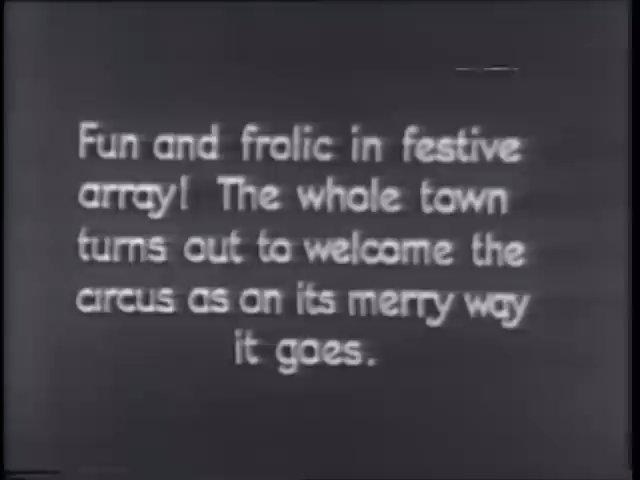 Fun and frolic in festive
array! The whole town
turns out to welcome the
circus as on its merry way
it goes.